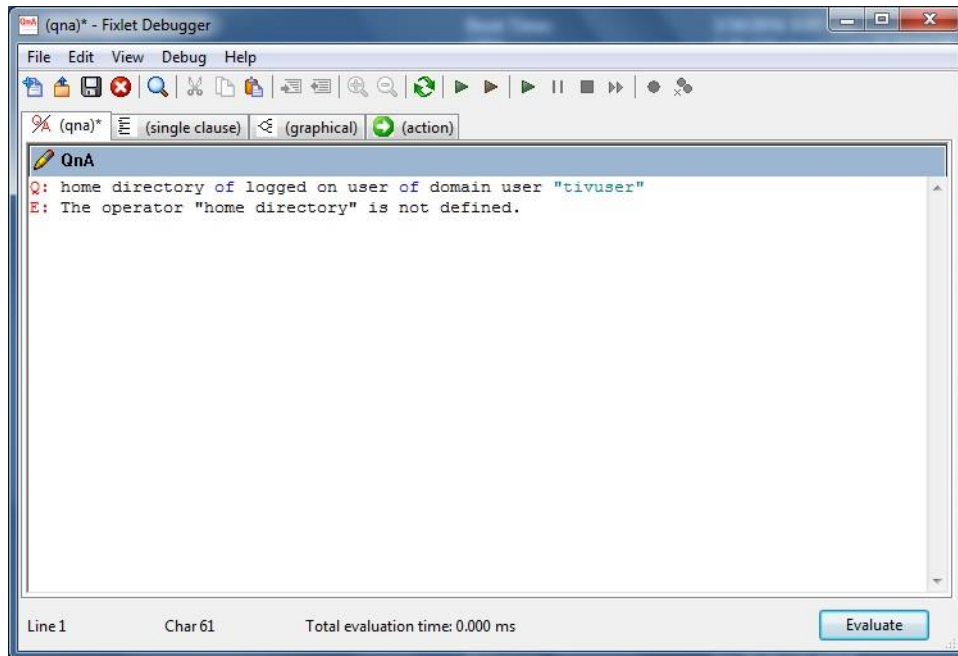 QnA (qna)* - Fixlet Debugger
File Edit View Debug Help
QnA (qna)* (single clause) (graphical) (action)
QnA
Q: home directory of logged on user of domain user "tivuser"
E: The operator "home directory" is not defined.
Line 1 Char 61 Total evaluation time: 0.000 ms Evaluate